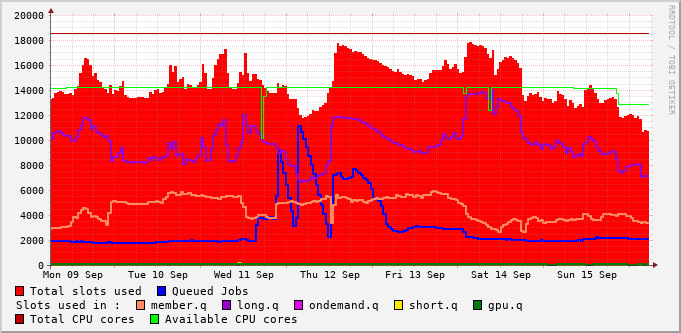 20000
18000
16000
14000
12000
10000
8000
6000
4000
2000
0
Mon 09 Sep Tue 10 Sep Wed 11 Sep Thu 12 Sep Fri 13 Sep Sat 14 Sep Sun 15 Sep
RRDTOOL / TOBI OETIKER
Total slots used Queued Jobs
Slots used in : member.q long.q ondemand.q short.q gpu.q
Total CPU cores Available CPU cores